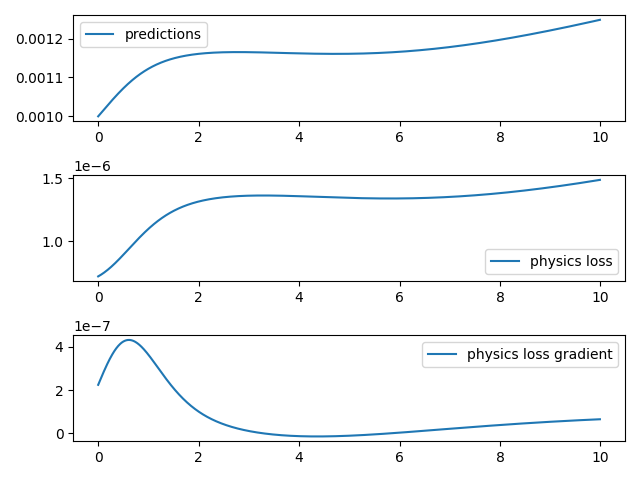 predictions
0.0012
0.0011
0.0010
0 2 4 6 8 10
1e−6
1.5
1.0
physics loss
0 2 4 6 8 10
1e−7
4
physics loss gradient
2
0
0 2 4 6 8 10